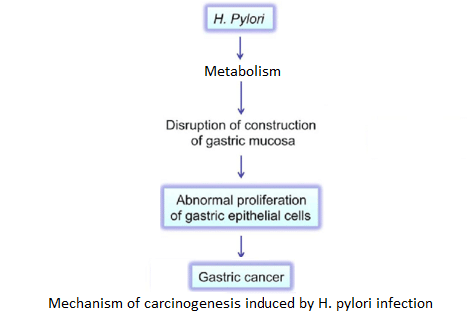 H. Pylori
Metabolism
Disruption of construction
of gastric mucosa
Abnormal proliferation
of gastric epithelial cells
Gastric cancer
Mechanism of carcinogenesis induced by H. pylori infection